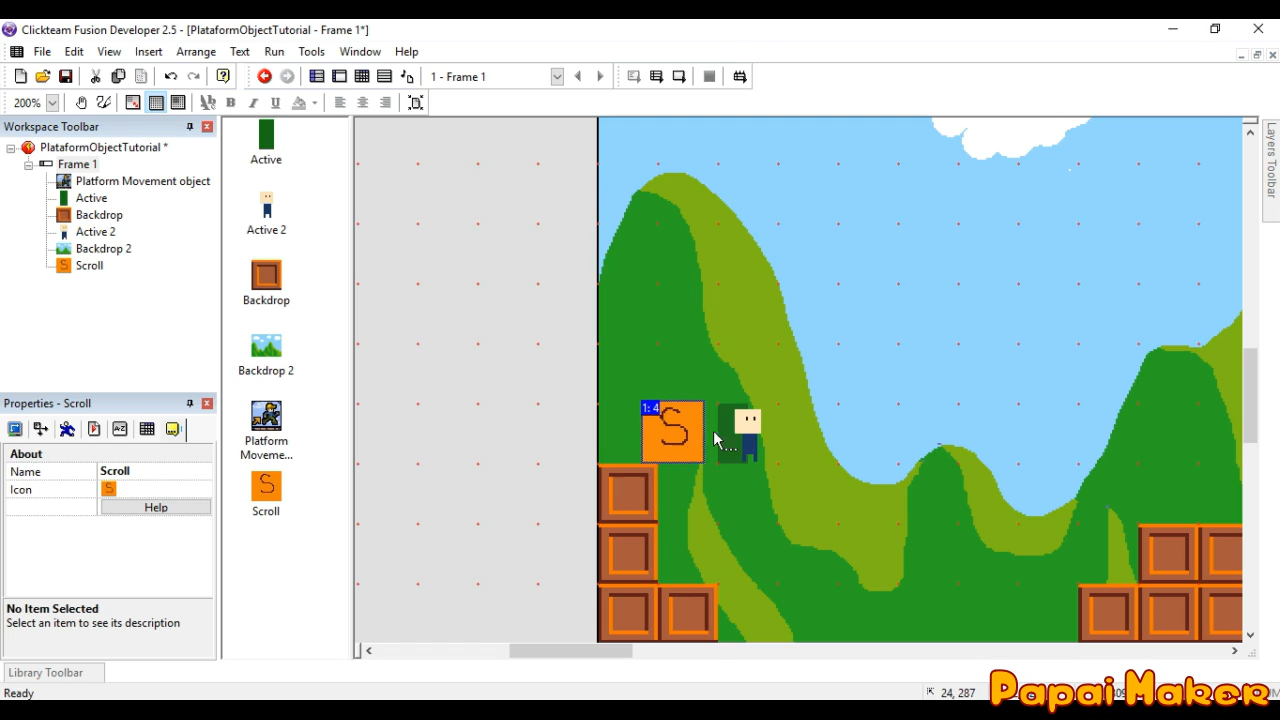 Clickteam Fusion Developer 2.5 - [PlataformObjectTutorial - Frame 1*]
File Edit View Insert Arrange Text Run Tools Window Help
1 - Frame 1
200% B I U
Workspace Toolbar
PlataformObjectTutorial *
Frame 1
Platform Movement object
Active
Backdrop
Active 2
Backdrop 2
Scroll
Properties - Scroll
About
Name Scroll
Icon
Help
No Item Selected
Select an item to see its description
Library Toolbar
Ready
Active
Active 2
Backdrop
Backdrop 2
Platform
Moveme...
Scroll
1: 4
S
Layers Toolbar
24, 287
Papai Maker